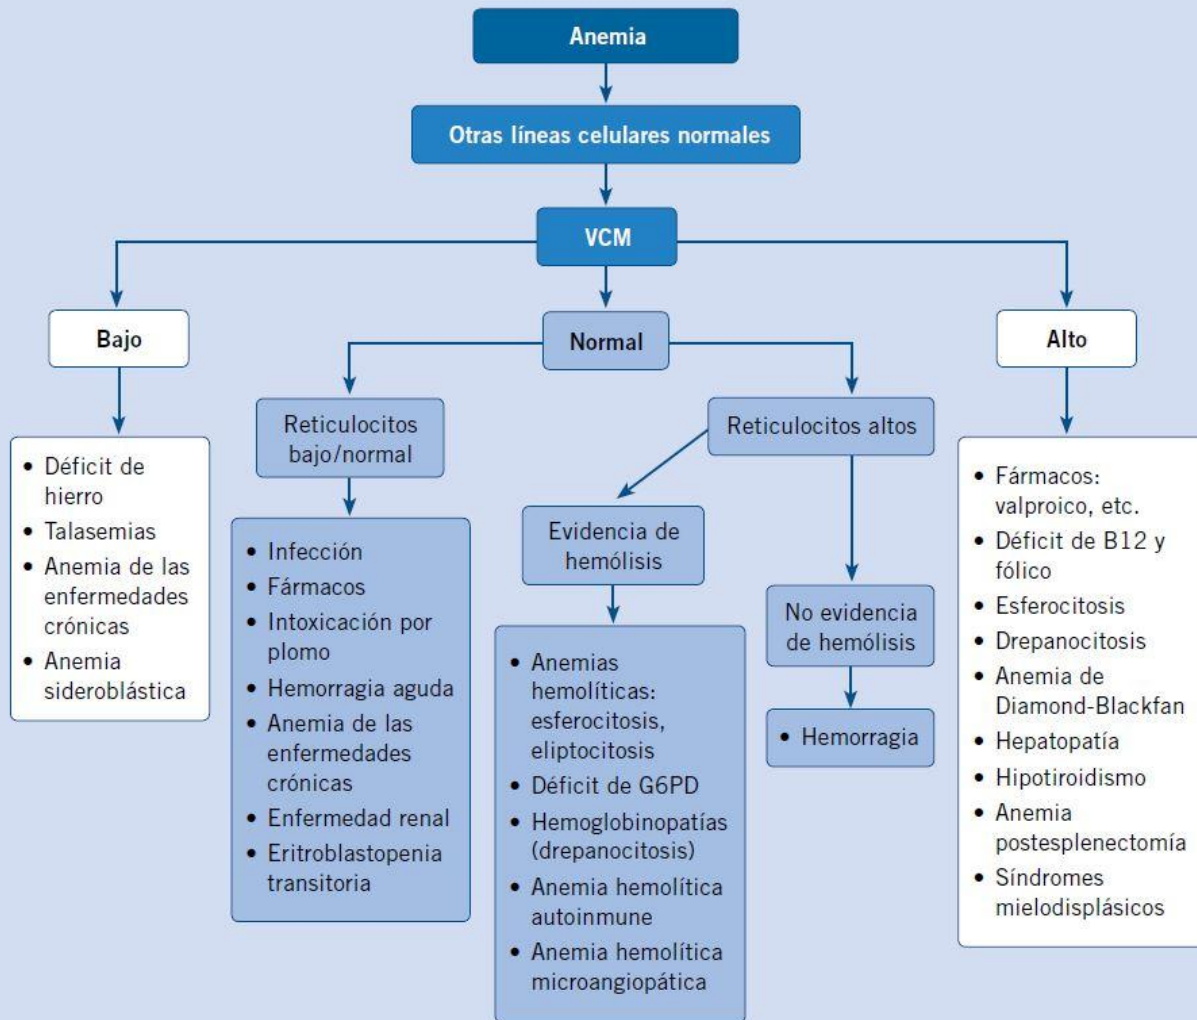 Anemia
Otras líneas celulares normales
VCM
Bajo
Normal
Alto
Reticulocitos
bajo/normal
Reticulocitos altos
• Déficit de
hierro
• Talasemias
• Anemia de las
enfermedades
crónicas
• Anemia
sideroblástica
• Infección
• Fármacos
• Intoxicación por
plomo
• Hemorragia aguda
• Anemia de las
enfermedades
crónicas
• Enfermedad renal
• Eritroblastopenia
transitoria
Evidencia de
hemólisis
• Anemias
hemolíticas:
esferocitosis,
eliptocitosis
• Déficit de G6PD
• Hemoglobinopatías
(drepanocitosis)
• Anemia hemolítica
autoinmune
• Anemia hemolítica
microangiopática
No evidencia
de hemólisis
• Hemorragia
• Fármacos:
valproico, etc.
• Déficit de B12 y
fólico
• Esferocitosis
• Drepanocitosis
• Anemia de
Diamond-Blackfan
• Hepatopatía
• Hipotiroidismo
• Anemia
postesplenectomía
• Síndromes
mielodisplásicos